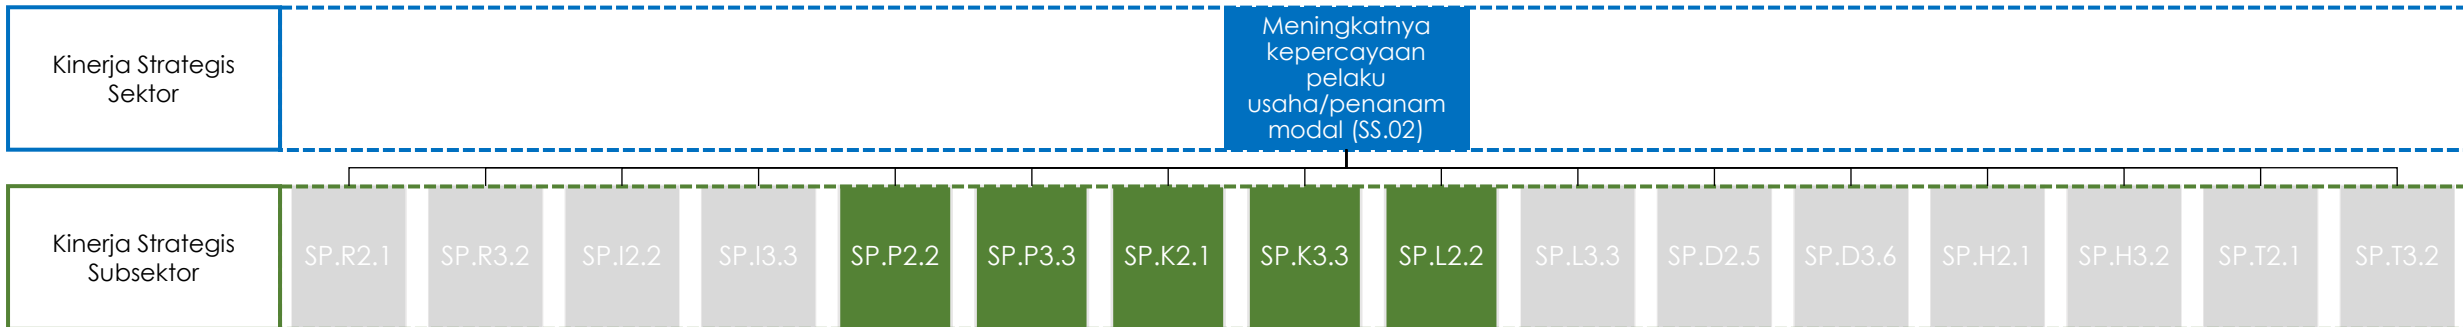 Kinerja Strategis
Sektor
Meningkatnya
kepercayaan
pelaku
usaha/penanam
modal (SS.02)
Kinerja Strategis
Subsektor
SP.R2.1
SP.R3.2
SP.I2.2
SP.I3.3
SP.P2.2
SP.P3.3
SP.K2.1
SP.K3.3
SP.L2.2
SP.L3.3
SP.D2.5
SP.D3.6
SP.H2.1
SP.H3.2
SP.T2.1
SP.T3.2